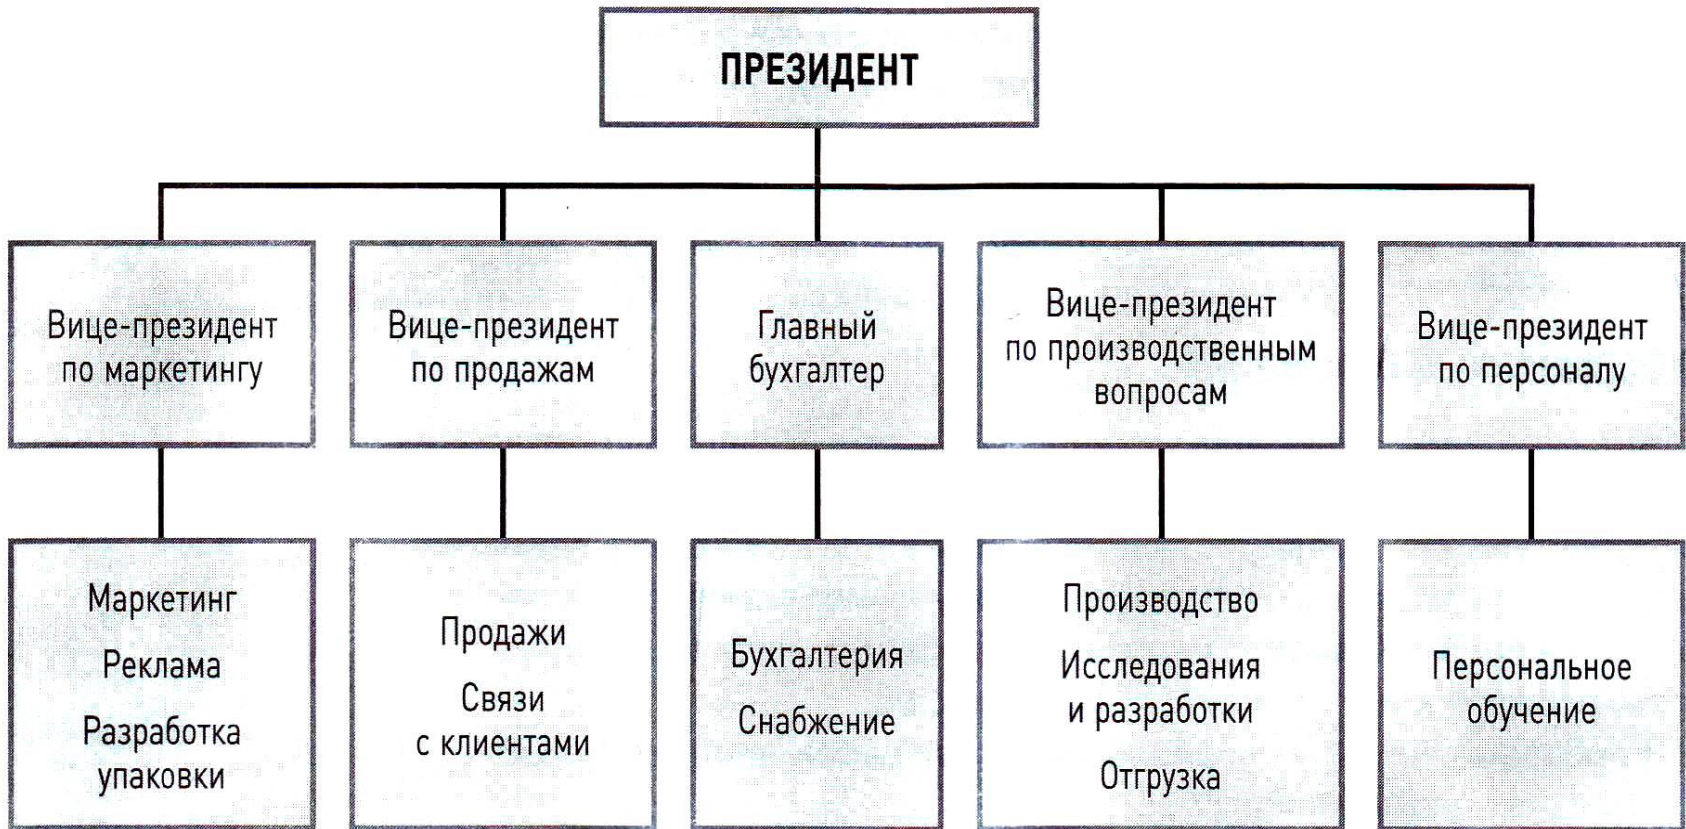 ПРЕЗИДЕНТ
Вице-президент
по маркетингу
Вице-президент
по продажам
Главный
бухгалтер
Вице-президент
по производственным
вопросам
Вице-президент
по персоналу
Маркетинг
Реклама
Разработка
упаковки
Продажи
Связи
с клиентами
Бухгалтерия
Снабжение
Производство
Исследования
и разработки
Отгрузка
Персональное
обучение